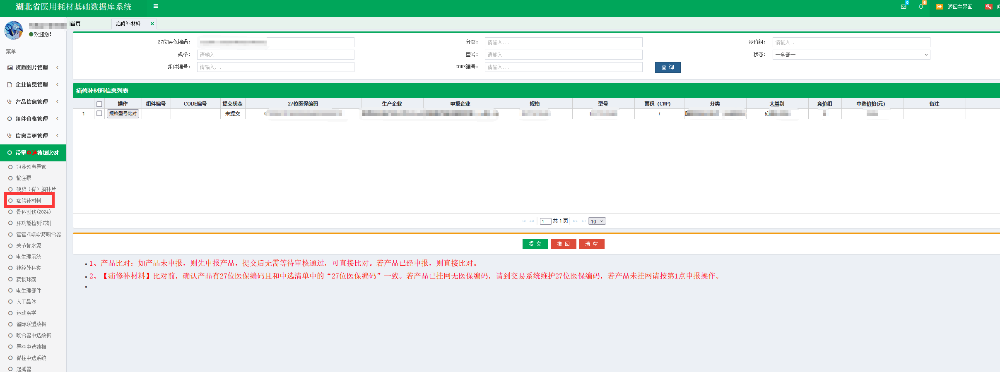 湖北省医用耗材基础数据库系统
0
6
返回主界面
首页
疝修补材料
欢迎您!
菜单
资质图片管理
企业信息管理
产品信息管理
组件价格管理
信息变更管理
带量中选数据比对
冠脉超声导管
输注泵
硬脑（脊）膜补片
疝修补材料
骨科创伤(2024)
肝功能检测试剂
管管/端端/痔吻合器
关节骨水泥
电生理系统
神经外科类
药物球囊
电生理部件
人工晶体
运动医学
省际联盟数据
吻合器中选数据
导丝中选数据
脊柱中选系统
起搏器
27位医保编码：
分类： 请输入...
竞价组： 请输入...
规格： 请输入...
型号： 请输入...
状态： —全部—
组件编号： 请输入...
CODE编号： 请输入...
查 询
疝修补材料信息列表
操作 组件编号 CODE编号 提交状态 27位医保编码 生产企业 申报企业 规格 型号 面积（CM²） 分类 大类别 竞价组 中选价格(元) 备注
1 规格型号比对 未提交 / 疝
1 共 1 页 10
提 交 撤 回 清 空
1、产品比对：如产品未申报，则先申报产品，提交后无需等待审核通过，可直接比对。若产品已经申报，则直接比对。
2、【疝修补材料】比对前，确认产品有27位医保编码且和中选清单中的“27位医保编码”一致。若产品已挂网无医保编码，请到交易系统维护27位医保编码，若产品未挂网请按第1点申报操作。